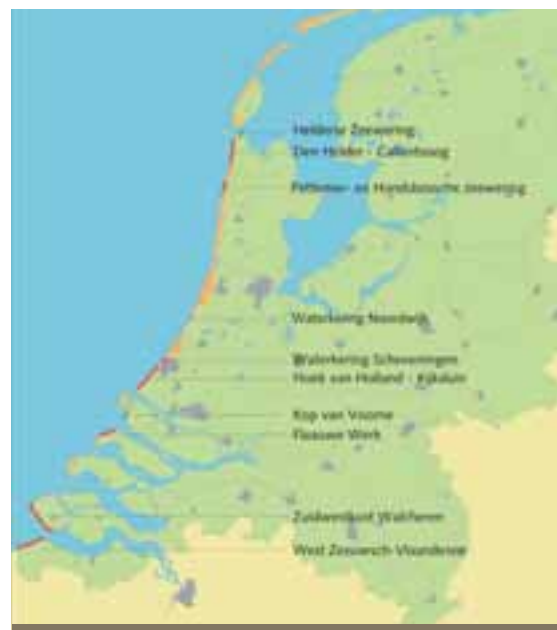 Helderse Zeewering
Den Helder - Callantsoog
Pettemer- en Hondsbossche zeewering
Waterkering Noordwijk
Waterkering Scheveningen
Hoek van Holland - Kijkduin
Kop van Voorne
Flaauwe Werk
Zuidwestkust Walcheren
West Zeeuwsch-Vlaanderen